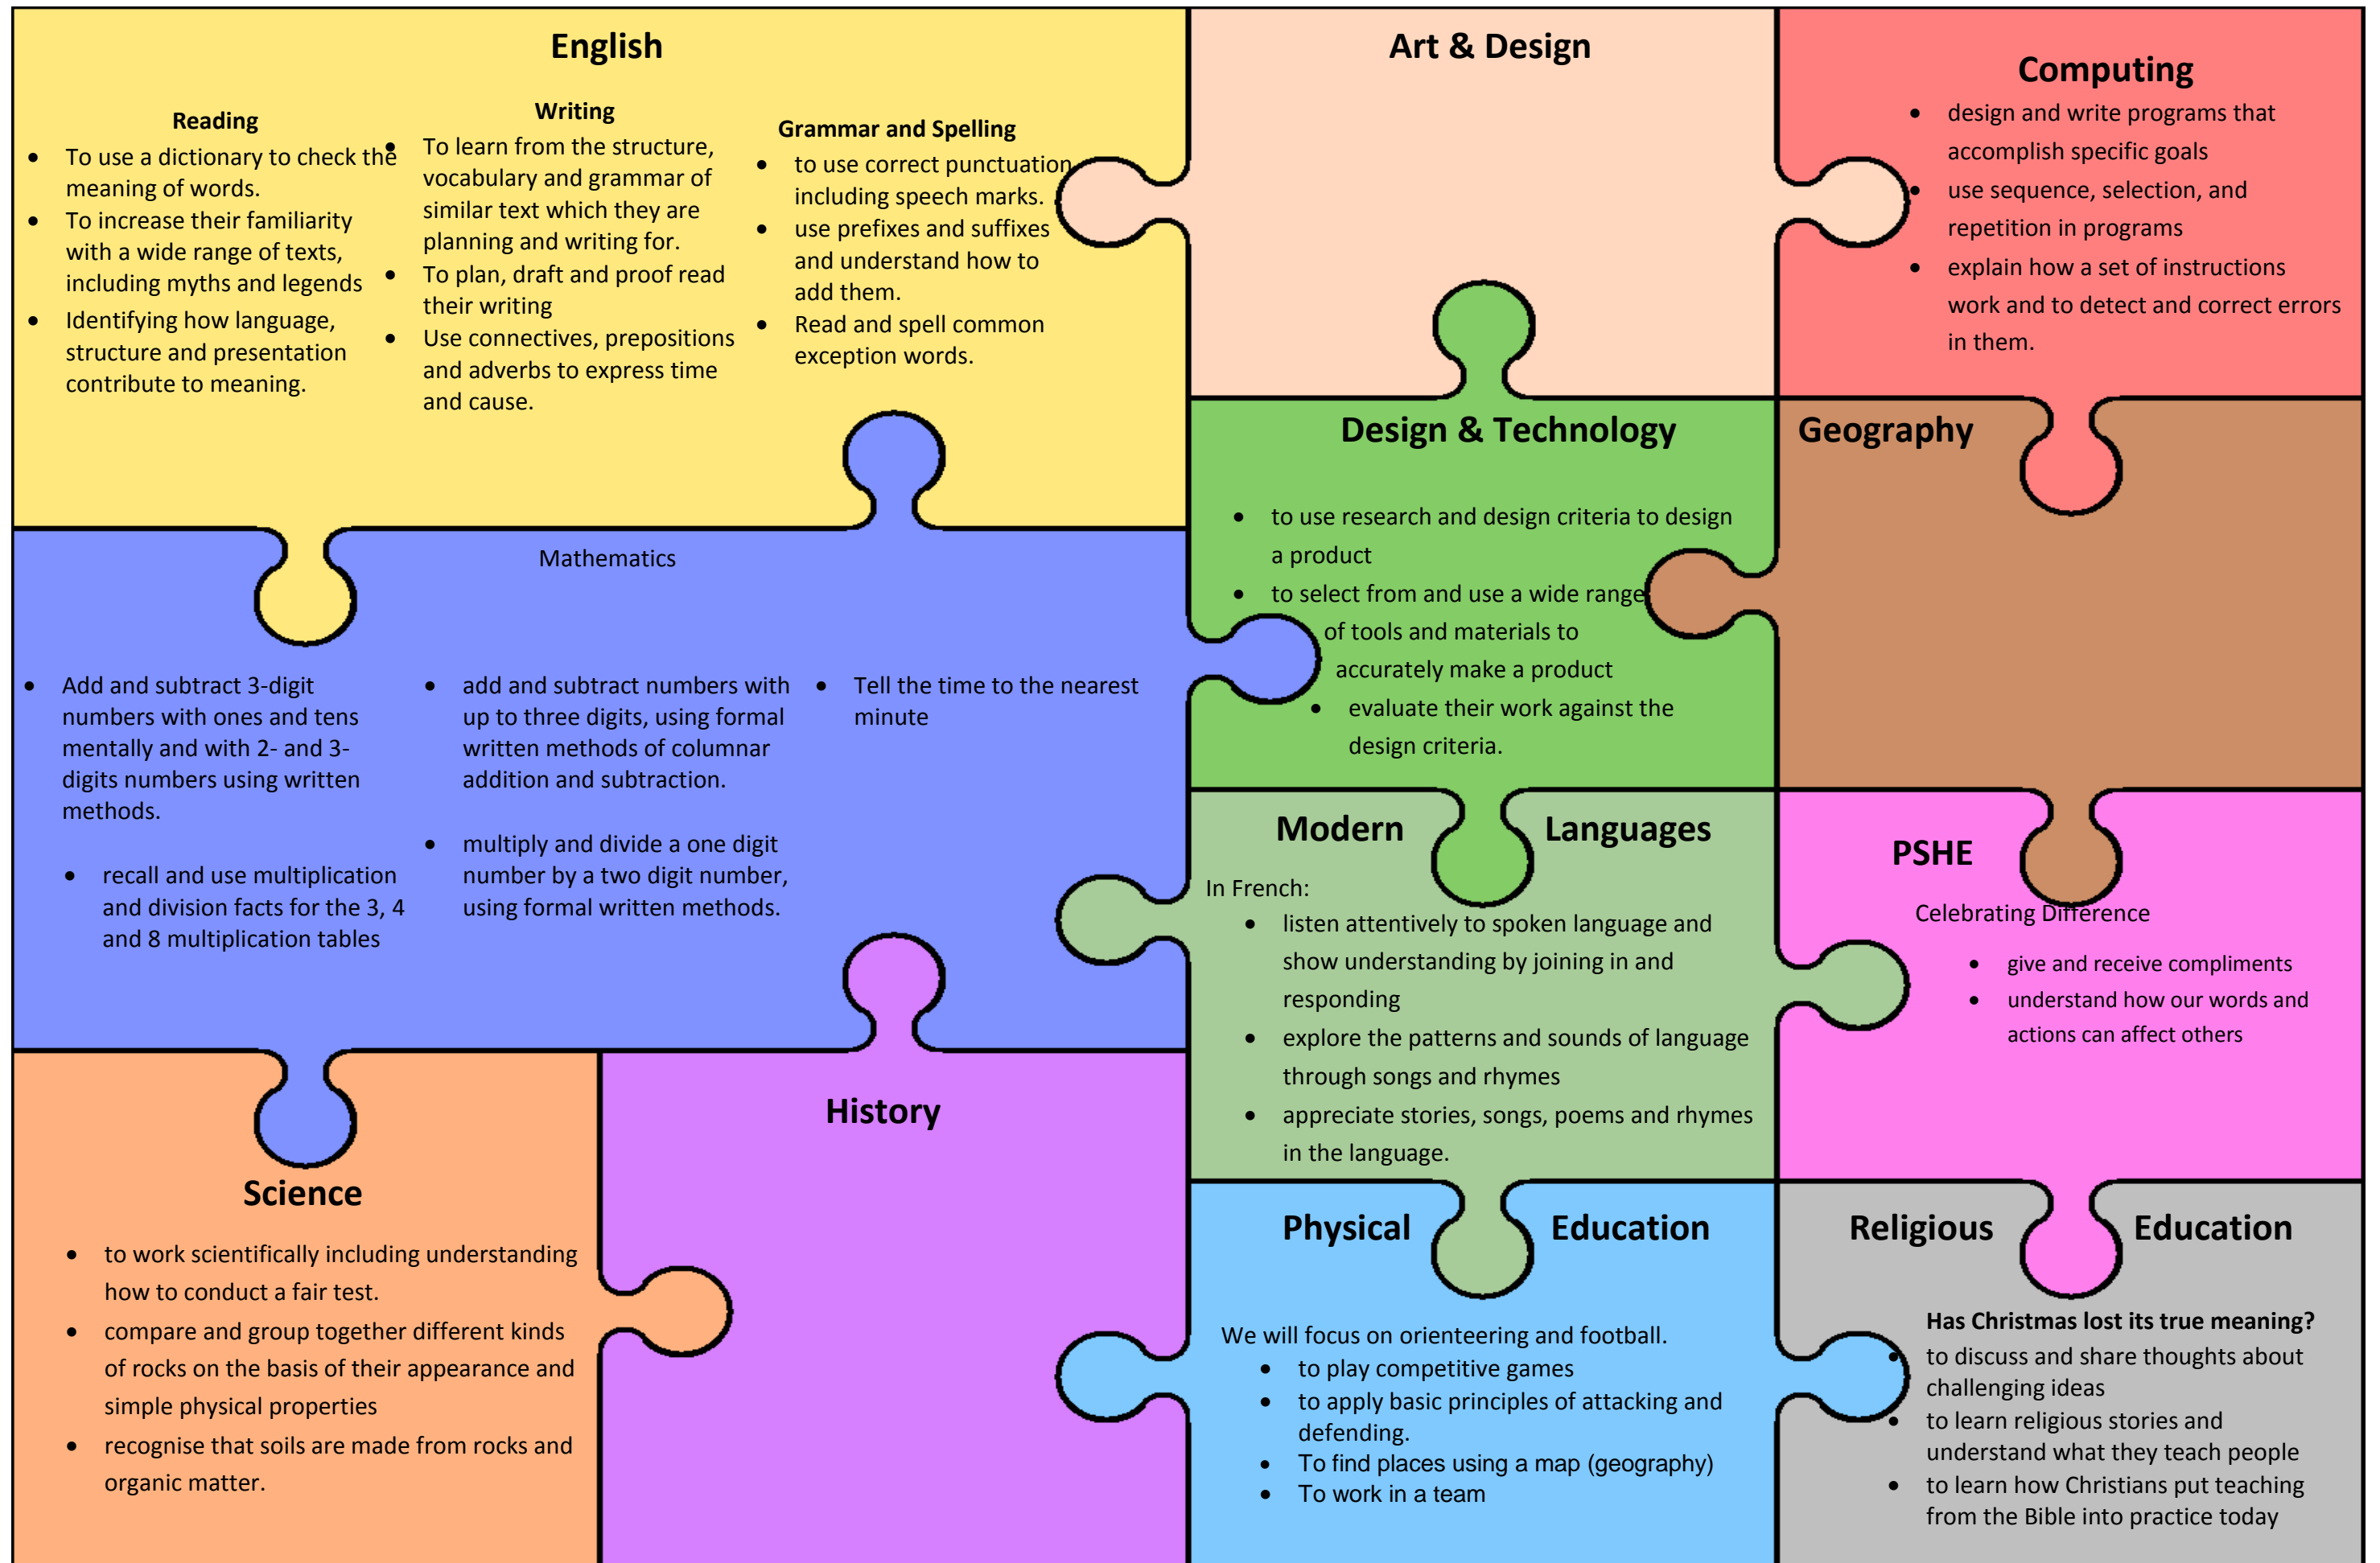 English
Reading
• To use a dictionary to check the
meaning of words.
• To increase their familiarity
with a wide range of texts,
including myths and legends
• Identifying how language,
structure and presentation
contribute to meaning.
Writing
• To learn from the structure,
vocabulary and grammar of
similar text which they are
planning and writing for.
• To plan, draft and proof read
their writing
• Use connectives, prepositions
and adverbs to express time
and cause.
Grammar and Spelling
• to use correct punctuation
including speech marks.
• use prefixes and suffixes
and understand how to
add them.
• Read and spell common
exception words.
Art & Design
Computing
• design and write programs that
accomplish specific goals
• use sequence, selection, and
repetition in programs
• explain how a set of instructions
work and to detect and correct errors
in them.
Mathematics
• Add and subtract 3-digit
numbers with ones and tens
mentally and with 2- and 3-
digits numbers using written
methods.
• recall and use multiplication
and division facts for the 3, 4
and 8 multiplication tables
• add and subtract numbers with
up to three digits, using formal
written methods of columnar
addition and subtraction.
• multiply and divide a one digit
number by a two digit number,
using formal written methods.
• Tell the time to the nearest
minute
Design & Technology
• to use research and design criteria to design
a product
• to select from and use a wide range
of tools and materials to
accurately make a product
• evaluate their work against the
design criteria.
Geography
Modern Languages
In French:
• listen attentively to spoken language and
show understanding by joining in and
responding
• explore the patterns and sounds of language
through songs and rhymes
• appreciate stories, songs, poems and rhymes
in the language.
PSHE
Celebrating Difference
• give and receive compliments
• understand how our words and
actions can affect others
Science
• to work scientifically including understanding
how to conduct a fair test.
• compare and group together different kinds
of rocks on the basis of their appearance and
simple physical properties
• recognise that soils are made from rocks and
organic matter.
History
Physical Education
We will focus on orienteering and football.
• to play competitive games
• to apply basic principles of attacking and
defending.
• To find places using a map (geography)
• To work in a team
Religious Education
Has Christmas lost its true meaning?
• to discuss and share thoughts about
challenging ideas
• to learn religious stories and
understand what they teach people
• to learn how Christians put teaching
from the Bible into practice today